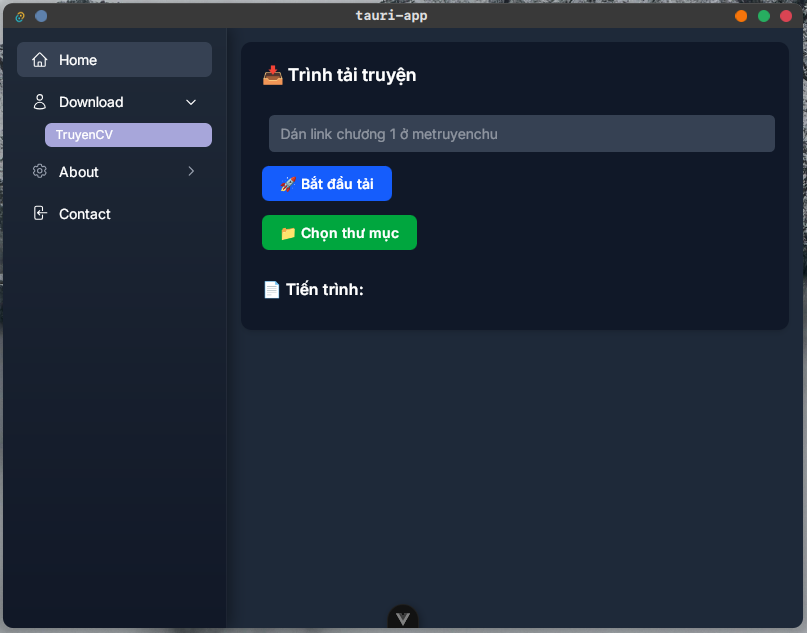 tauri-app
Home
Download
TruyenCV
About
Contact
📥 Trình tải truyện
Dán link chương 1 ở metruyenchu
🚀 Bắt đầu tải
📁 Chọn thư mục
📄 Tiến trình: